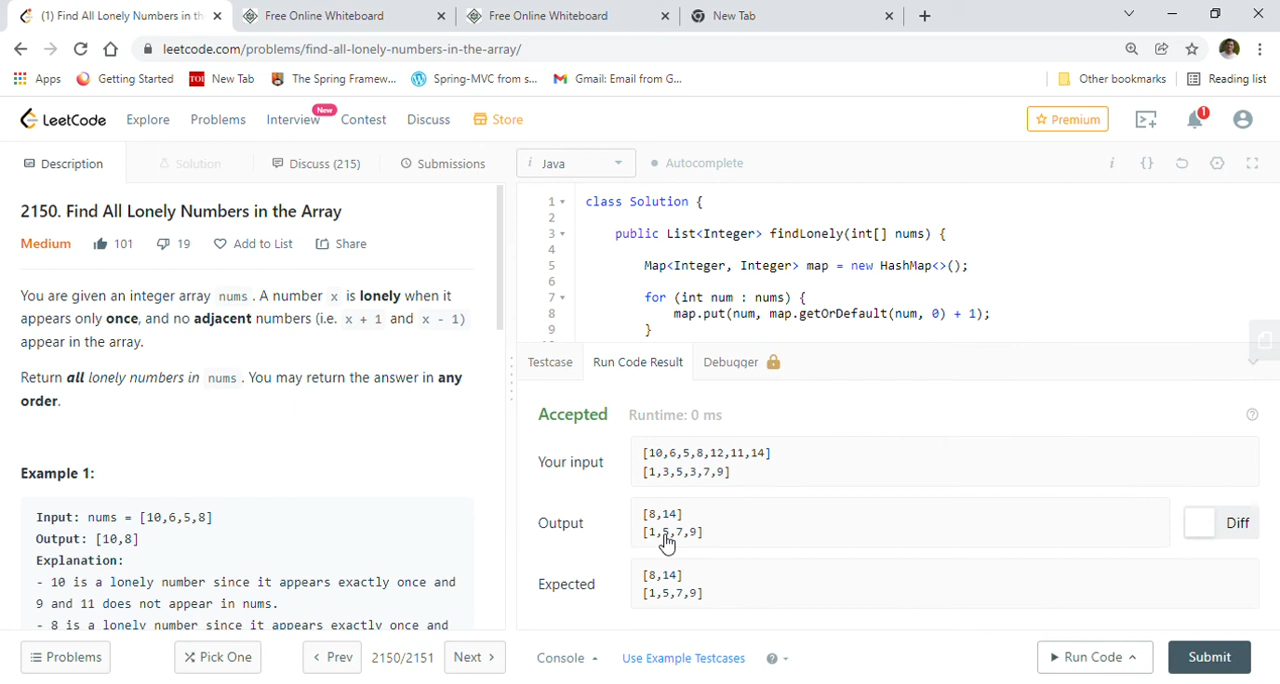 (1) Find All Lonely Numbers in th
Free Online Whiteboard
Free Online Whiteboard
New Tab
leetcode.com/problems/find-all-lonely-numbers-in-the-array/
Apps
Getting Started
New Tab
The Spring Framew...
Spring-MVC from s...
Gmail: Email from G...
Other bookmarks
Reading list
LeetCode
Explore
Problems
Interview
New
Contest
Discuss
Store
Premium
1
Description
Solution
Discuss (215)
Submissions
i Java
Autocomplete
2150. Find All Lonely Numbers in the Array
Medium
101
19
Add to List
Share
You are given an integer array nums . A number x is lonely when it
appears only once, and no adjacent numbers (i.e. x + 1 and x - 1)
appear in the array.
Return all lonely numbers in nums . You may return the answer in any
order.
Example 1:
Input: nums = [10,6,5,8]
Output: [10,8]
Explanation:
- 10 is a lonely number since it appears exactly once and
9 and 11 does not appear in nums.
- 8 is a lonely number since it appears exactly once and
1 class Solution {
2
3 public List<Integer> findLonely(int[] nums) {
4
5 Map<Integer, Integer> map = new HashMap<>();
6
7 for (int num : nums) {
8 map.put(num, map.getOrDefault(num, 0) + 1);
9 }
Testcase
Run Code Result
Debugger
Accepted
Runtime: 0 ms
Your input
[10,6,5,8,12,11,14]
[1,3,5,3,7,9]
Output
[8,14]
[1,5,7,9]
Diff
Expected
[8,14]
[1,5,7,9]
Problems
Pick One
Prev
2150/2151
Next
Console
Use Example Testcases
Run Code
Submit